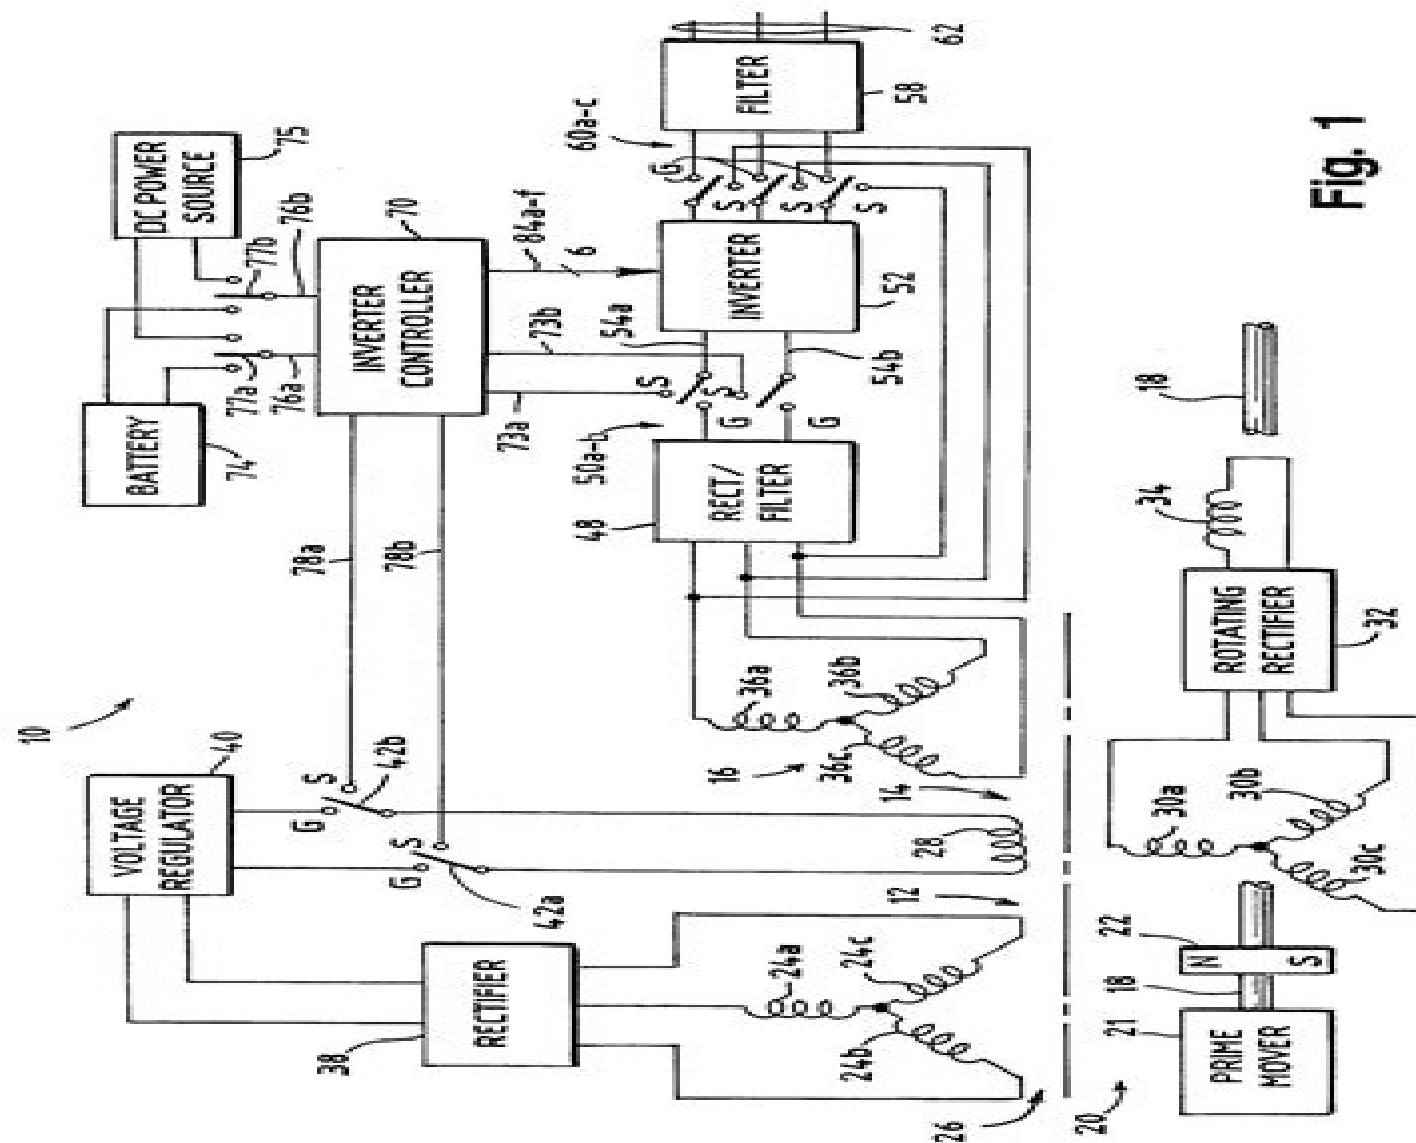 10
VOLTAGE
REGULATOR
40
BATTERY
74
DC POWER
SOURCE
75
77a
77b
76a
76b
INVERTER
CONTROLLER
70
78a
78b
G
S
42b
G
S
42a
RECTIFIER
38
73a
73b
84a-f
6
50a-b
S
S
G
G
54a
54b
60a-c
G
S
S
S
RECT/
FILTER
48
INVERTER
52
FILTER
58
62
24a
24b
24c
12
28
14
16
36a
36b
36c
26
20
PRIME
MOVER
21
18
22
N
S
30a
30b
30c
ROTATING
RECTIFIER
32
34
18
Fig. 1